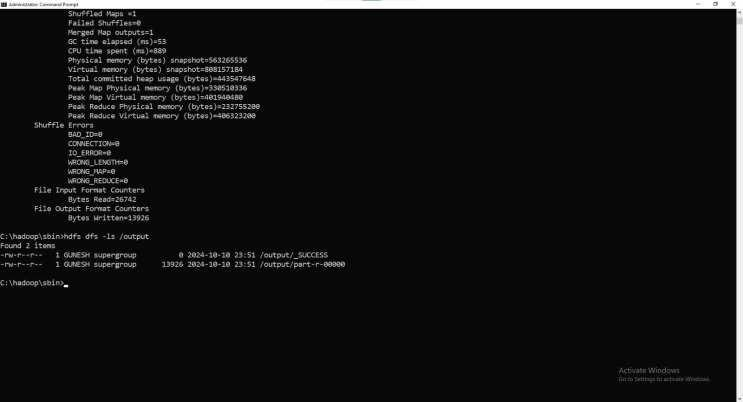 Administrator: Command Prompt
Shuffled Maps =1
Failed Shuffles=0
Merged Map outputs=1
GC time elapsed (ms)=53
CPU time spent (ms)=889
Physical memory (bytes) snapshot=563265536
Virtual memory (bytes) snapshot=808157184
Total committed heap usage (bytes)=443547648
Peak Map Physical memory (bytes)=330510336
Peak Map Virtual memory (bytes)=401940480
Peak Reduce Physical memory (bytes)=232755200
Peak Reduce Virtual memory (bytes)=406323200
Shuffle Errors
BAD_ID=0
CONNECTION=0
IO_ERROR=0
WRONG_LENGTH=0
WRONG_MAP=0
WRONG_REDUCE=0
File Input Format Counters
Bytes Read=26742
File Output Format Counters
Bytes Written=13926
C:\hadoop\sbin>hdfs dfs -ls /output
Found 2 items
-rw-r--r--   1 GUNESH supergroup          0 2024-10-10 23:51 /output/_SUCCESS
-rw-r--r--   1 GUNESH supergroup      13926 2024-10-10 23:51 /output/part-r-00000
C:\hadoop\sbin>
Activate Windows
Go to Settings to activate Windows.